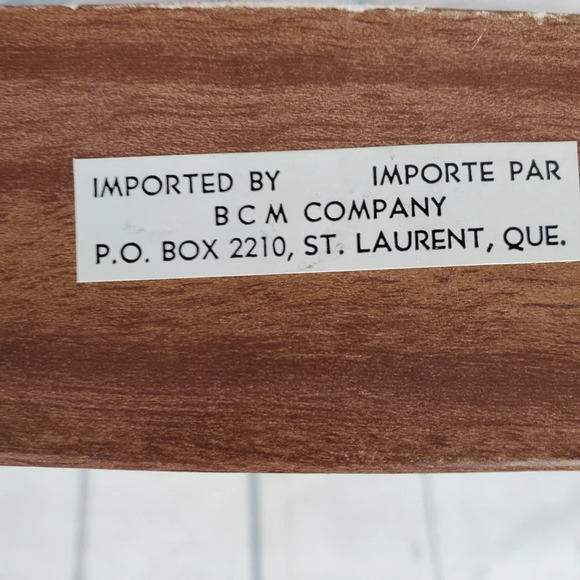 IMPORTED BY IMPORTE PAR
B C M COMPANY
P.O. BOX 2210, ST. LAURENT, QUE.